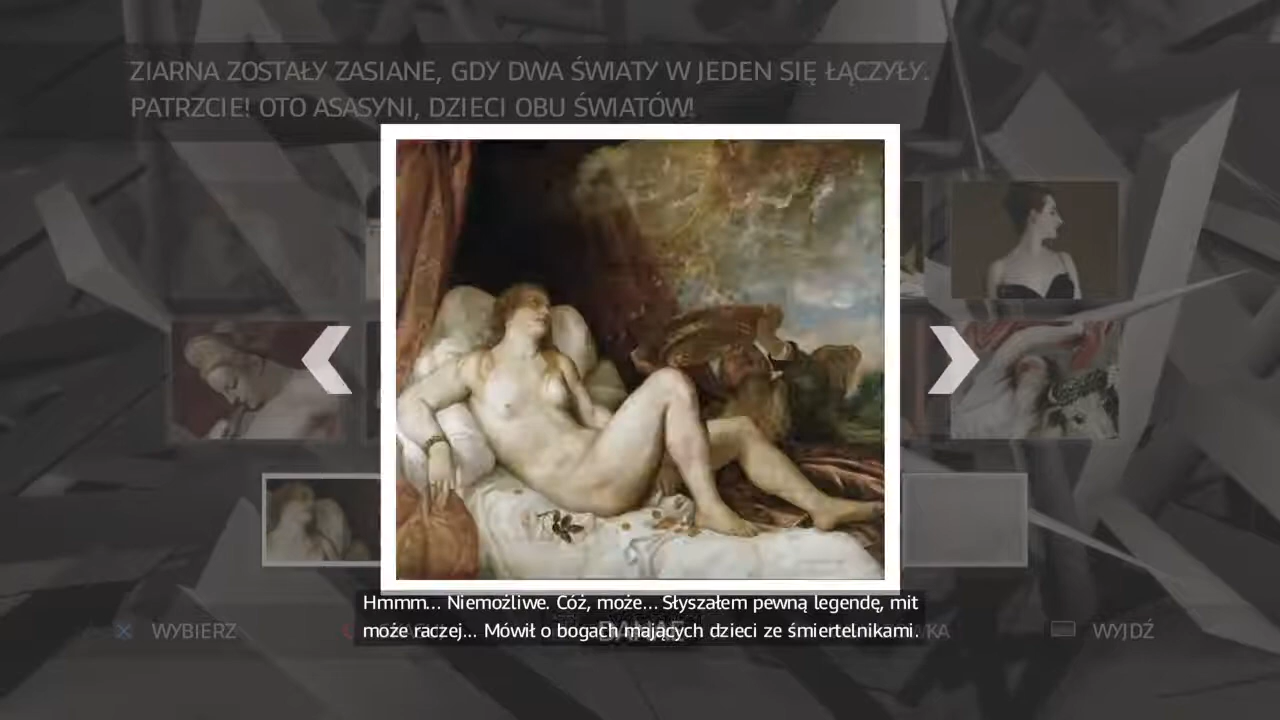 ZIARNA ZOSTAŁY ZASIANE, GDY DWA ŚWIATY W JEDEN SIĘ ŁĄCZYŁY.
PATRZCIE! OTO ASASYNI, DZIECI OBU ŚWIATÓW!
Hmmm... Niemożliwe. Cóż, może... Słyszałem pewną legendę, mit
może raczej... Mówił o bogach mających dzieci ze śmiertelnikami.
WYBIERZ
DANAE
WYJDŹ